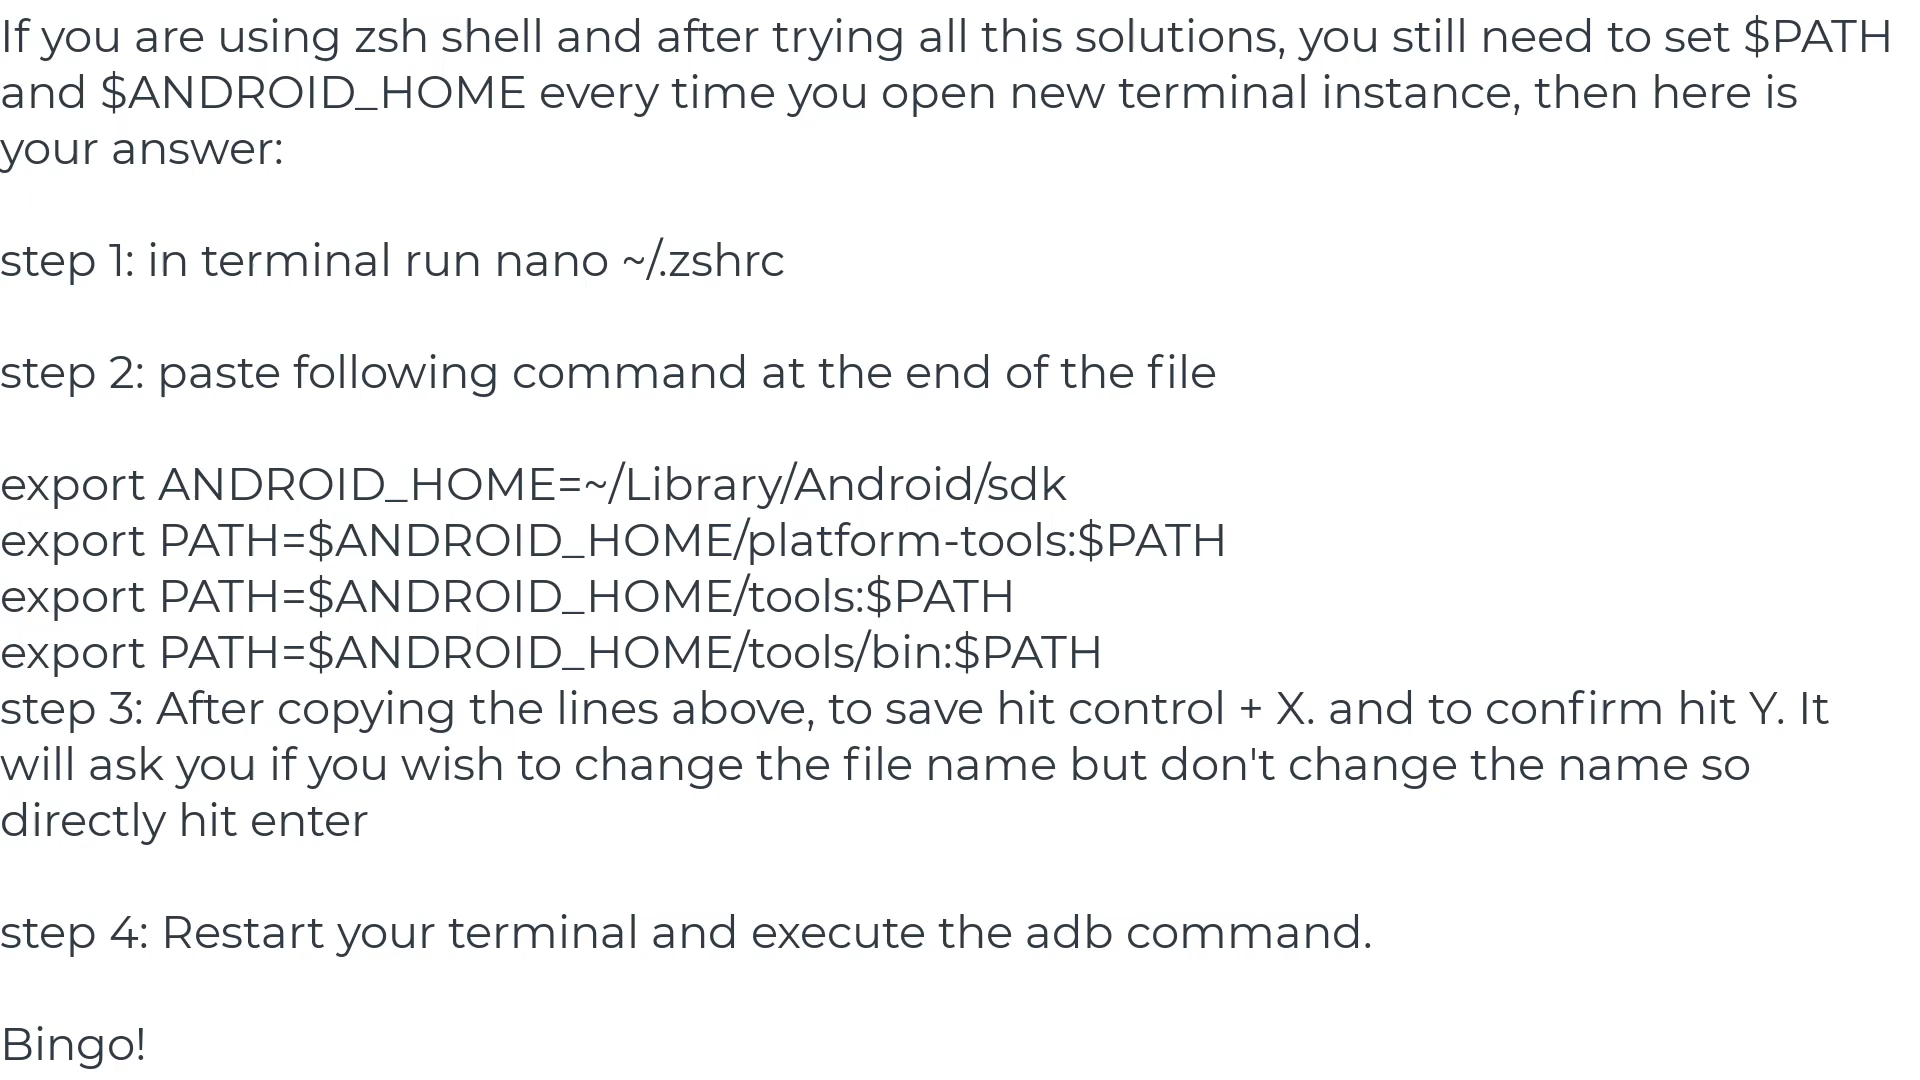 If you are using zsh shell and after trying all this solutions, you still need to set $PATH
and $ANDROID_HOME every time you open new terminal instance, then here is
your answer:
step 1: in terminal run nano ~/.zshrc
step 2: paste following command at the end of the file
export ANDROID_HOME=~/Library/Android/sdk
export PATH=$ANDROID_HOME/platform-tools:$PATH
export PATH=$ANDROID_HOME/tools:$PATH
export PATH=$ANDROID_HOME/tools/bin:$PATH
step 3: After copying the lines above, to save hit control + X. and to confirm hit Y. It
will ask you if you wish to change the file name but don't change the name so
directly hit enter
step 4: Restart your terminal and execute the adb command.
Bingo!